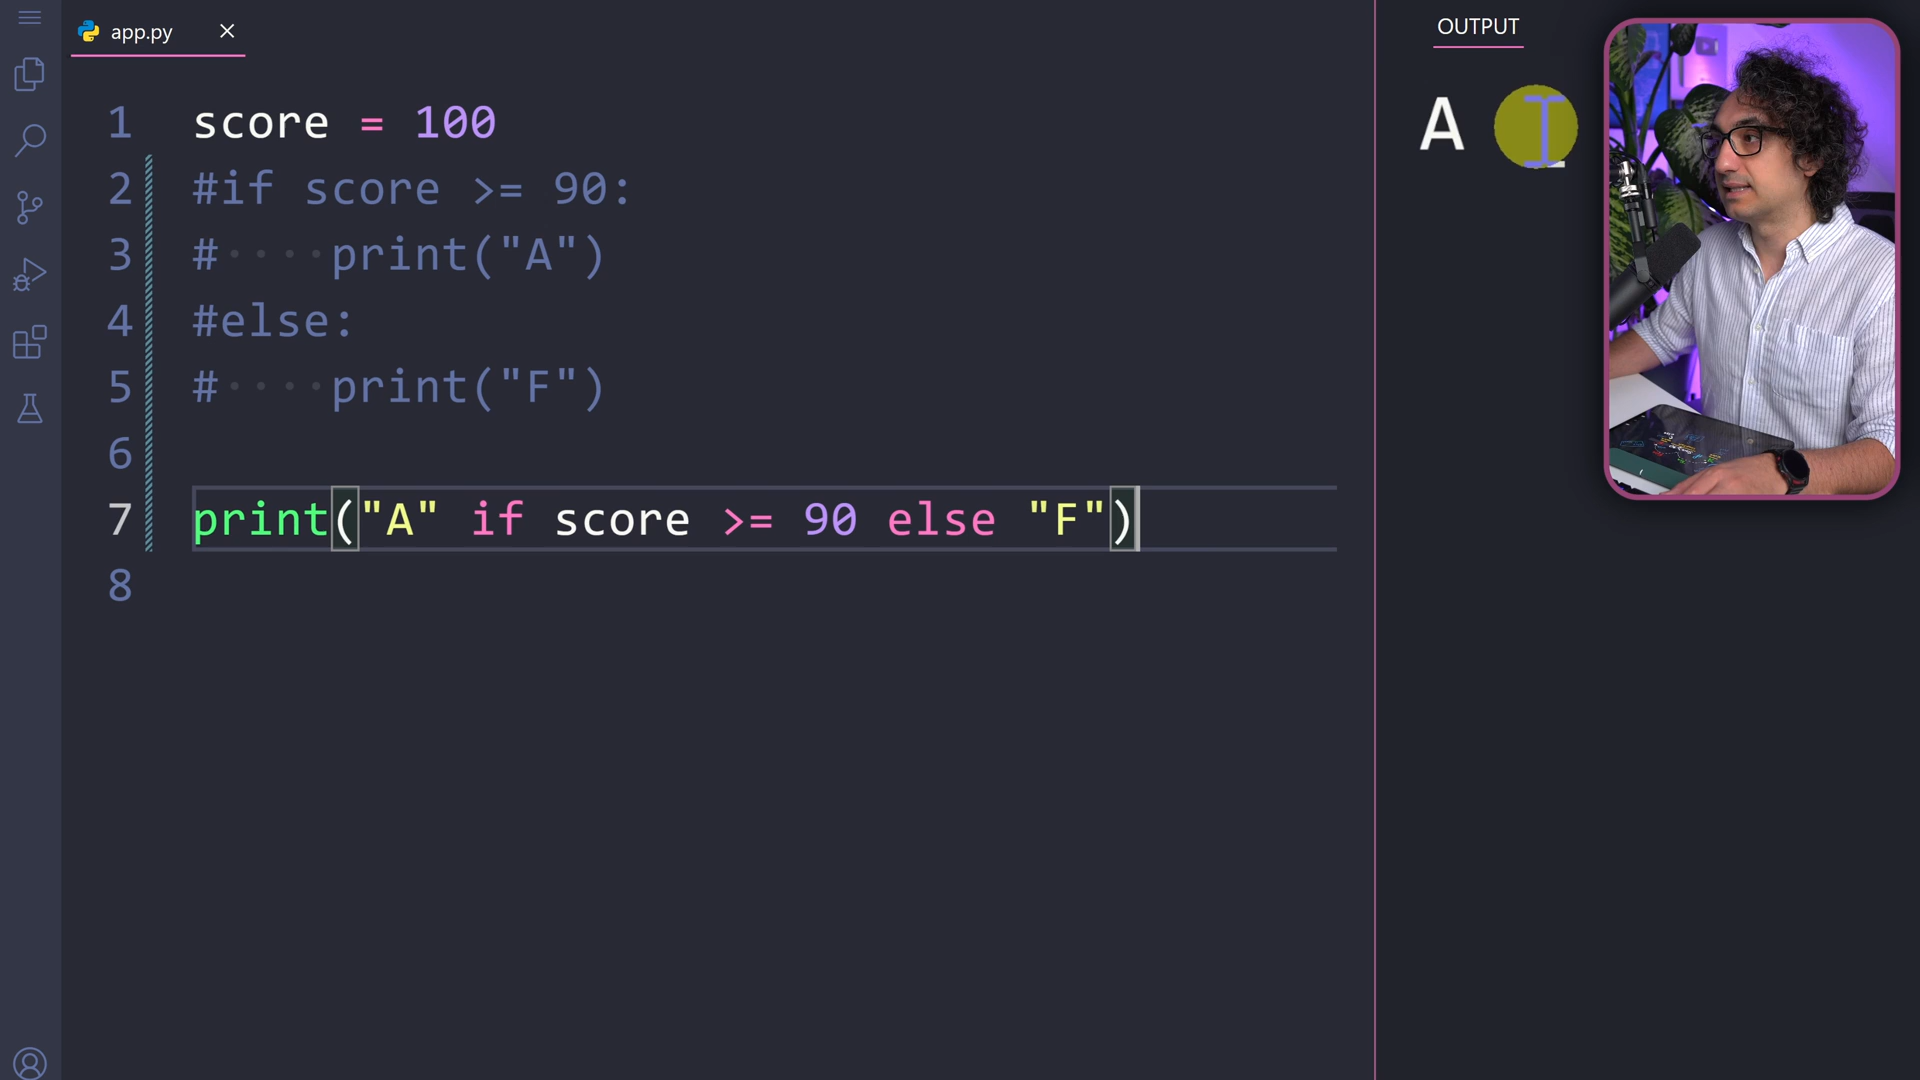 app.py
OUTPUT
A
1 score = 100
2 #if score >= 90:
3 #····print("A")
4 #else:
5 #····print("F")
6
7 print("A" if score >= 90 else "F")
8